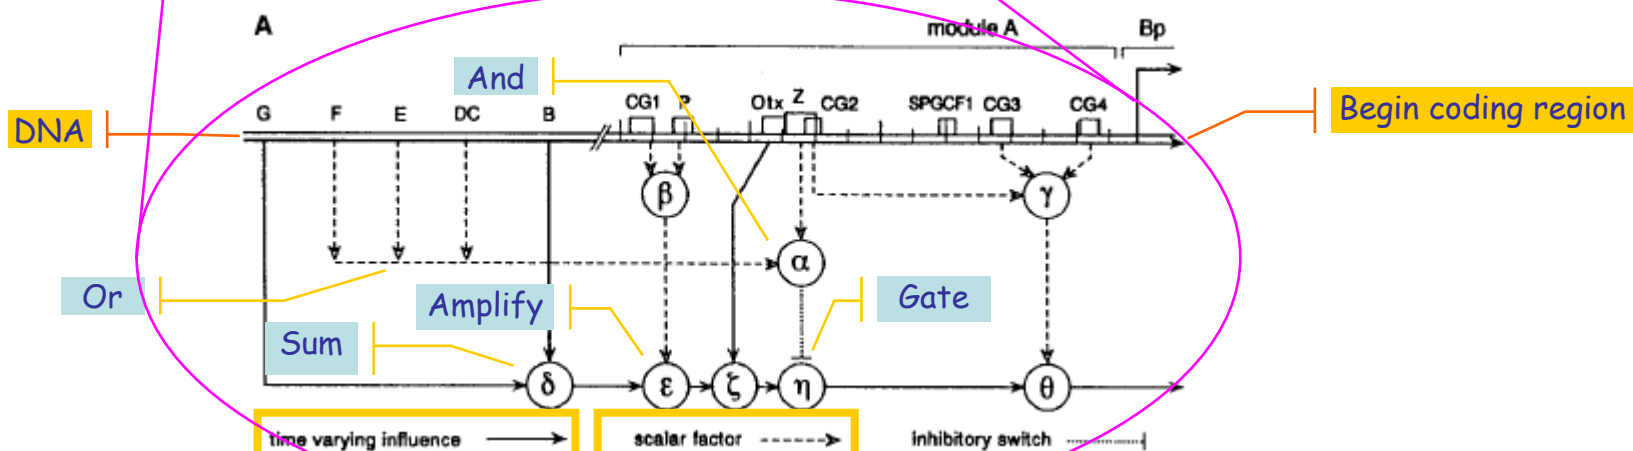 A
module A
Bp
And
G F E DC B CG1 P Otx Z CG2 SPGCF1 CG3 CG4
DNA
Begin coding region
β
γ
α
Or
Amplify
Gate
Sum
δ ε ζ η θ
time varying influence
scalar factor
inhibitory switch